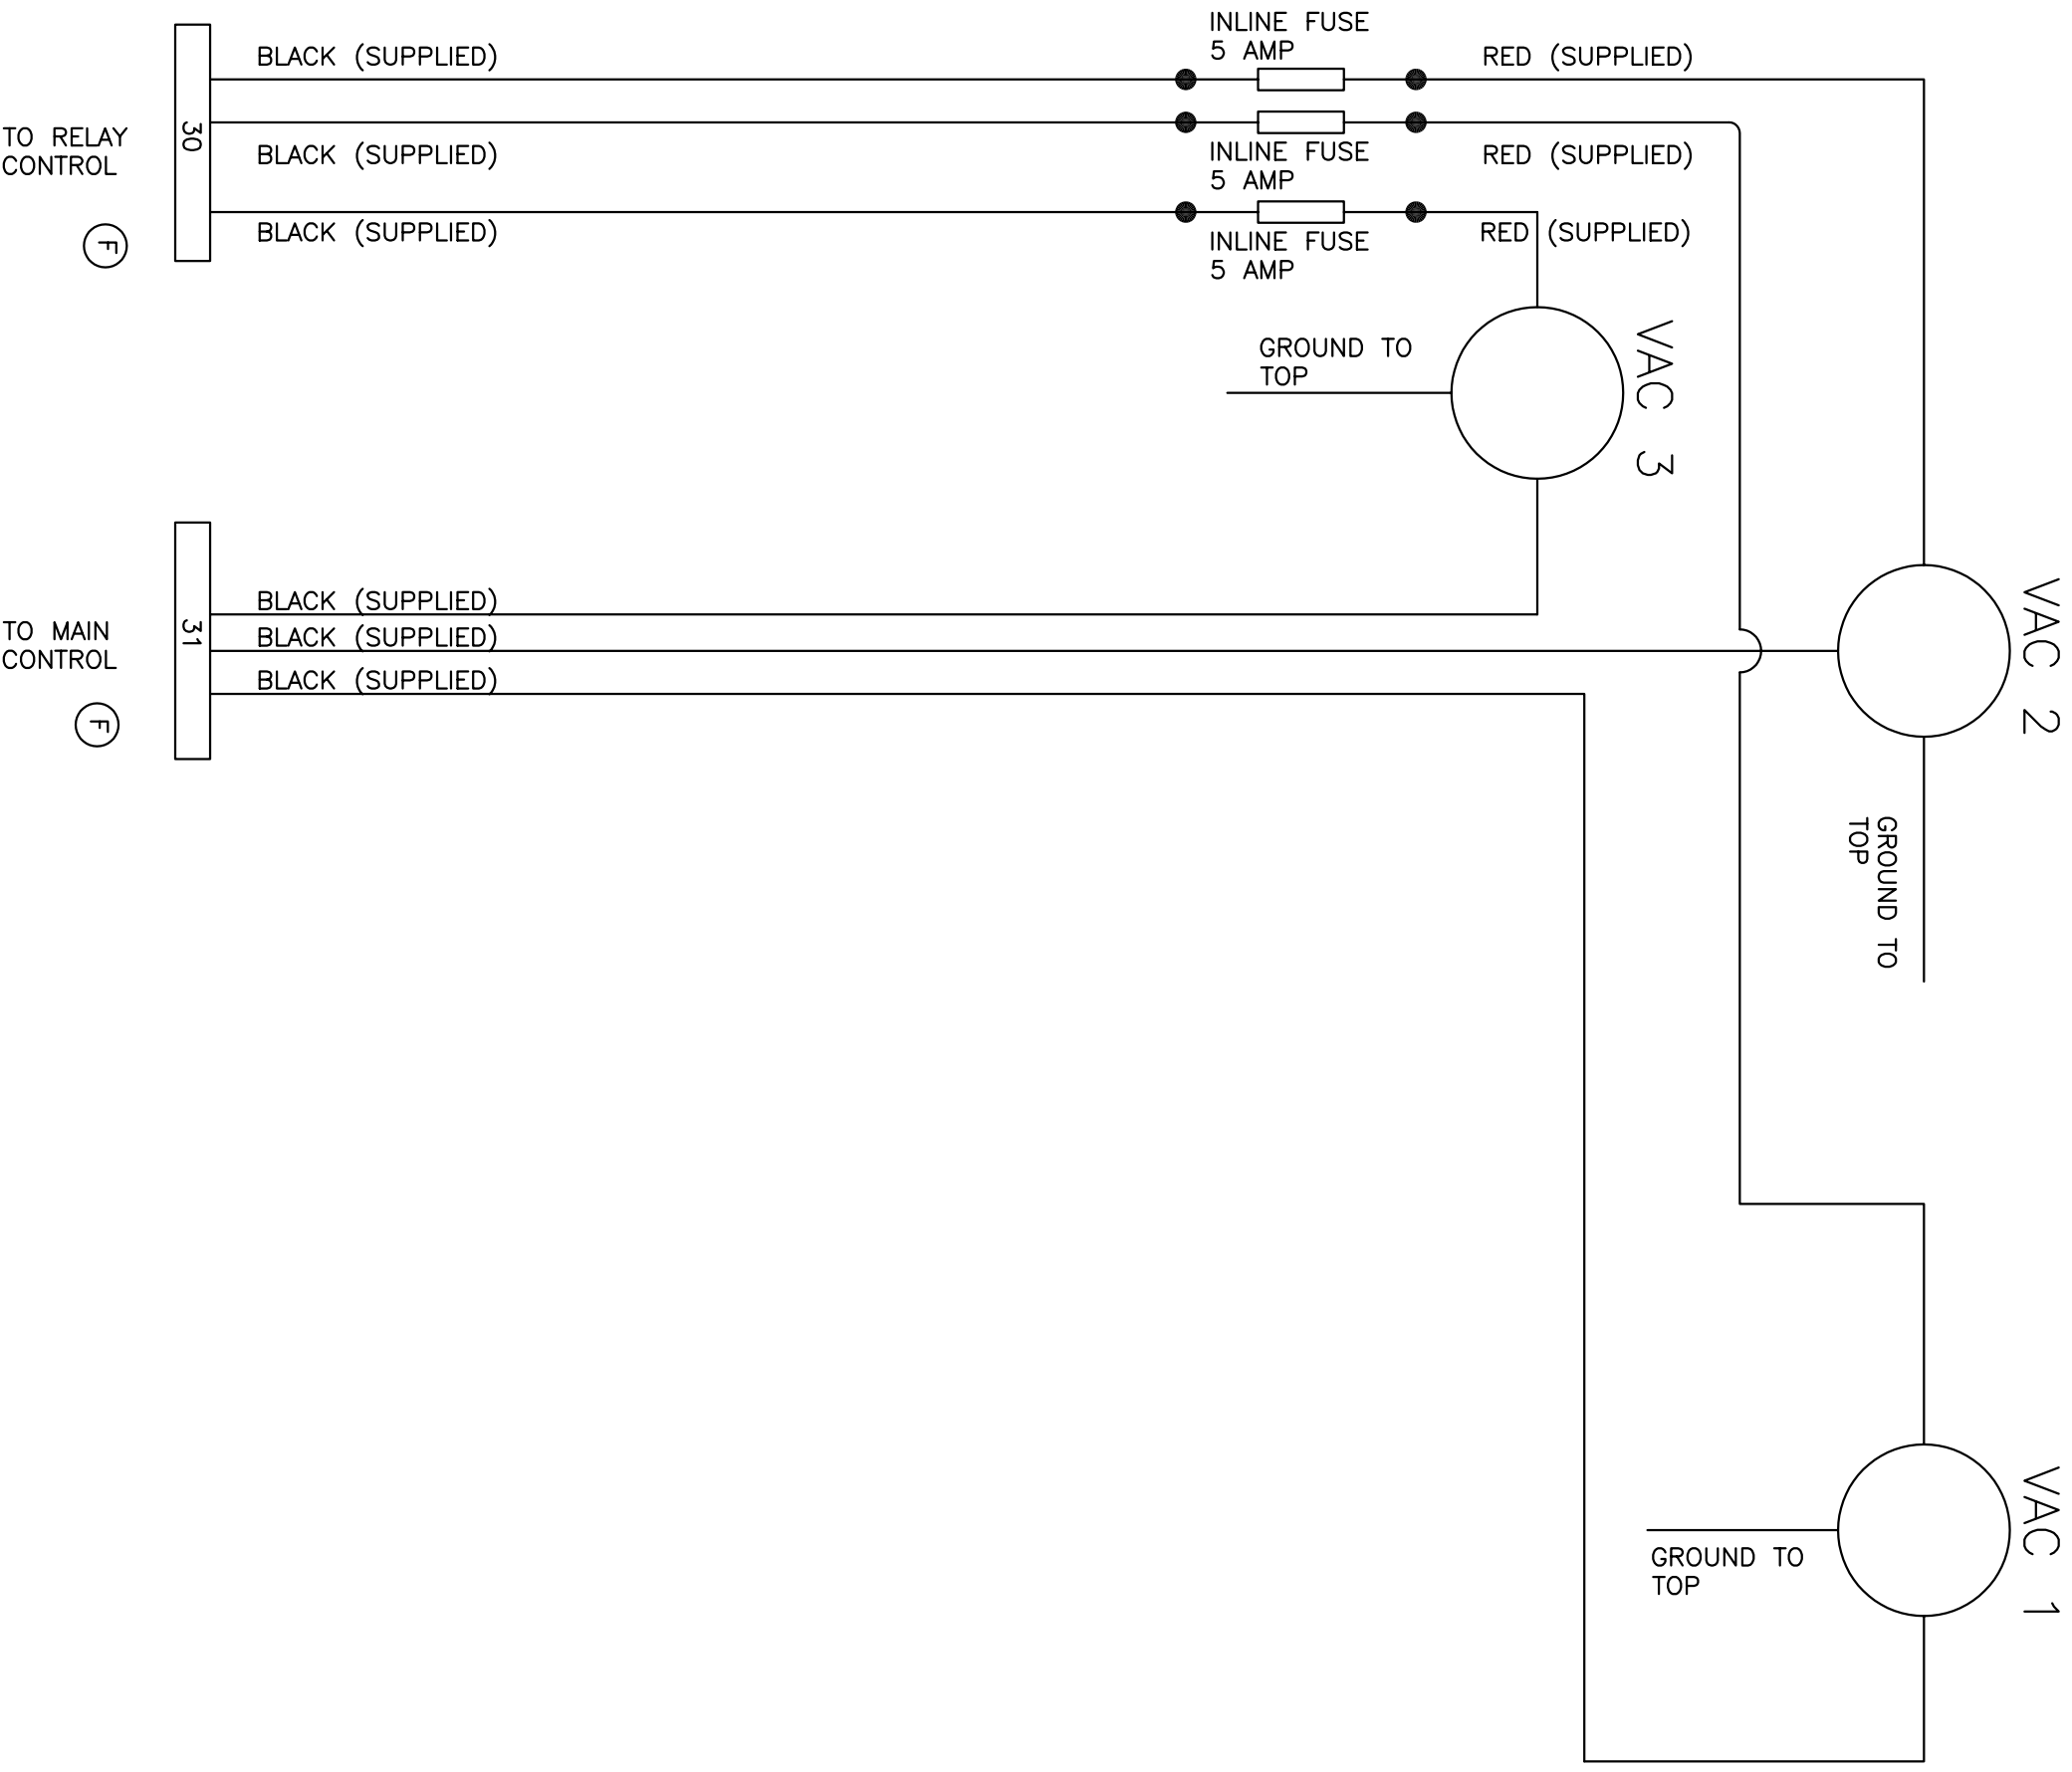 INLINE FUSE
5 AMP
BLACK (SUPPLIED)
RED (SUPPLIED)
TO RELAY
CONTROL
30
BLACK (SUPPLIED)
INLINE FUSE
5 AMP
RED (SUPPLIED)
F
BLACK (SUPPLIED)
INLINE FUSE
5 AMP
RED (SUPPLIED)
GROUND TO
TOP
VAC 3
BLACK (SUPPLIED)
TO MAIN
CONTROL
31
BLACK (SUPPLIED)
BLACK (SUPPLIED)
F
VAC 2
GROUND TO
TOP
VAC 1
GROUND TO
TOP